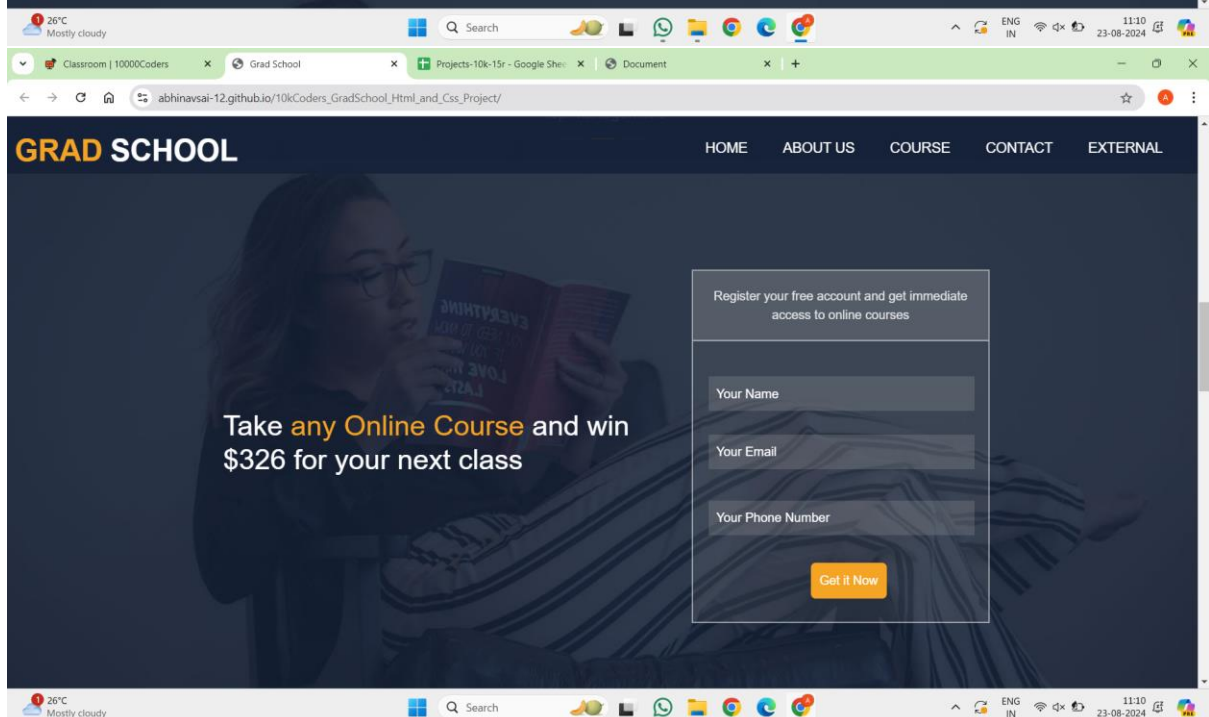 26°C
Mostly cloudy
Search
ENG
IN
11:10
23-08-2024
Classroom | 10000Coders
Grad School
Projects-10k-15r - Google Shee
Document
abhinavsai-12.github.io/10kCoders_GradSchool_Html_and_Css_Project/
A
GRAD SCHOOL
HOME
ABOUT US
COURSE
CONTACT
EXTERNAL
EVERYTHING
Register your free account and get immediate
access to online courses
Your Name
Your Email
Your Phone Number
Get it Now
Take any Online Course and win
$326 for your next class
1
26°C
Mostly cloudy
Search
ENG
IN
11:10
23-08-2024